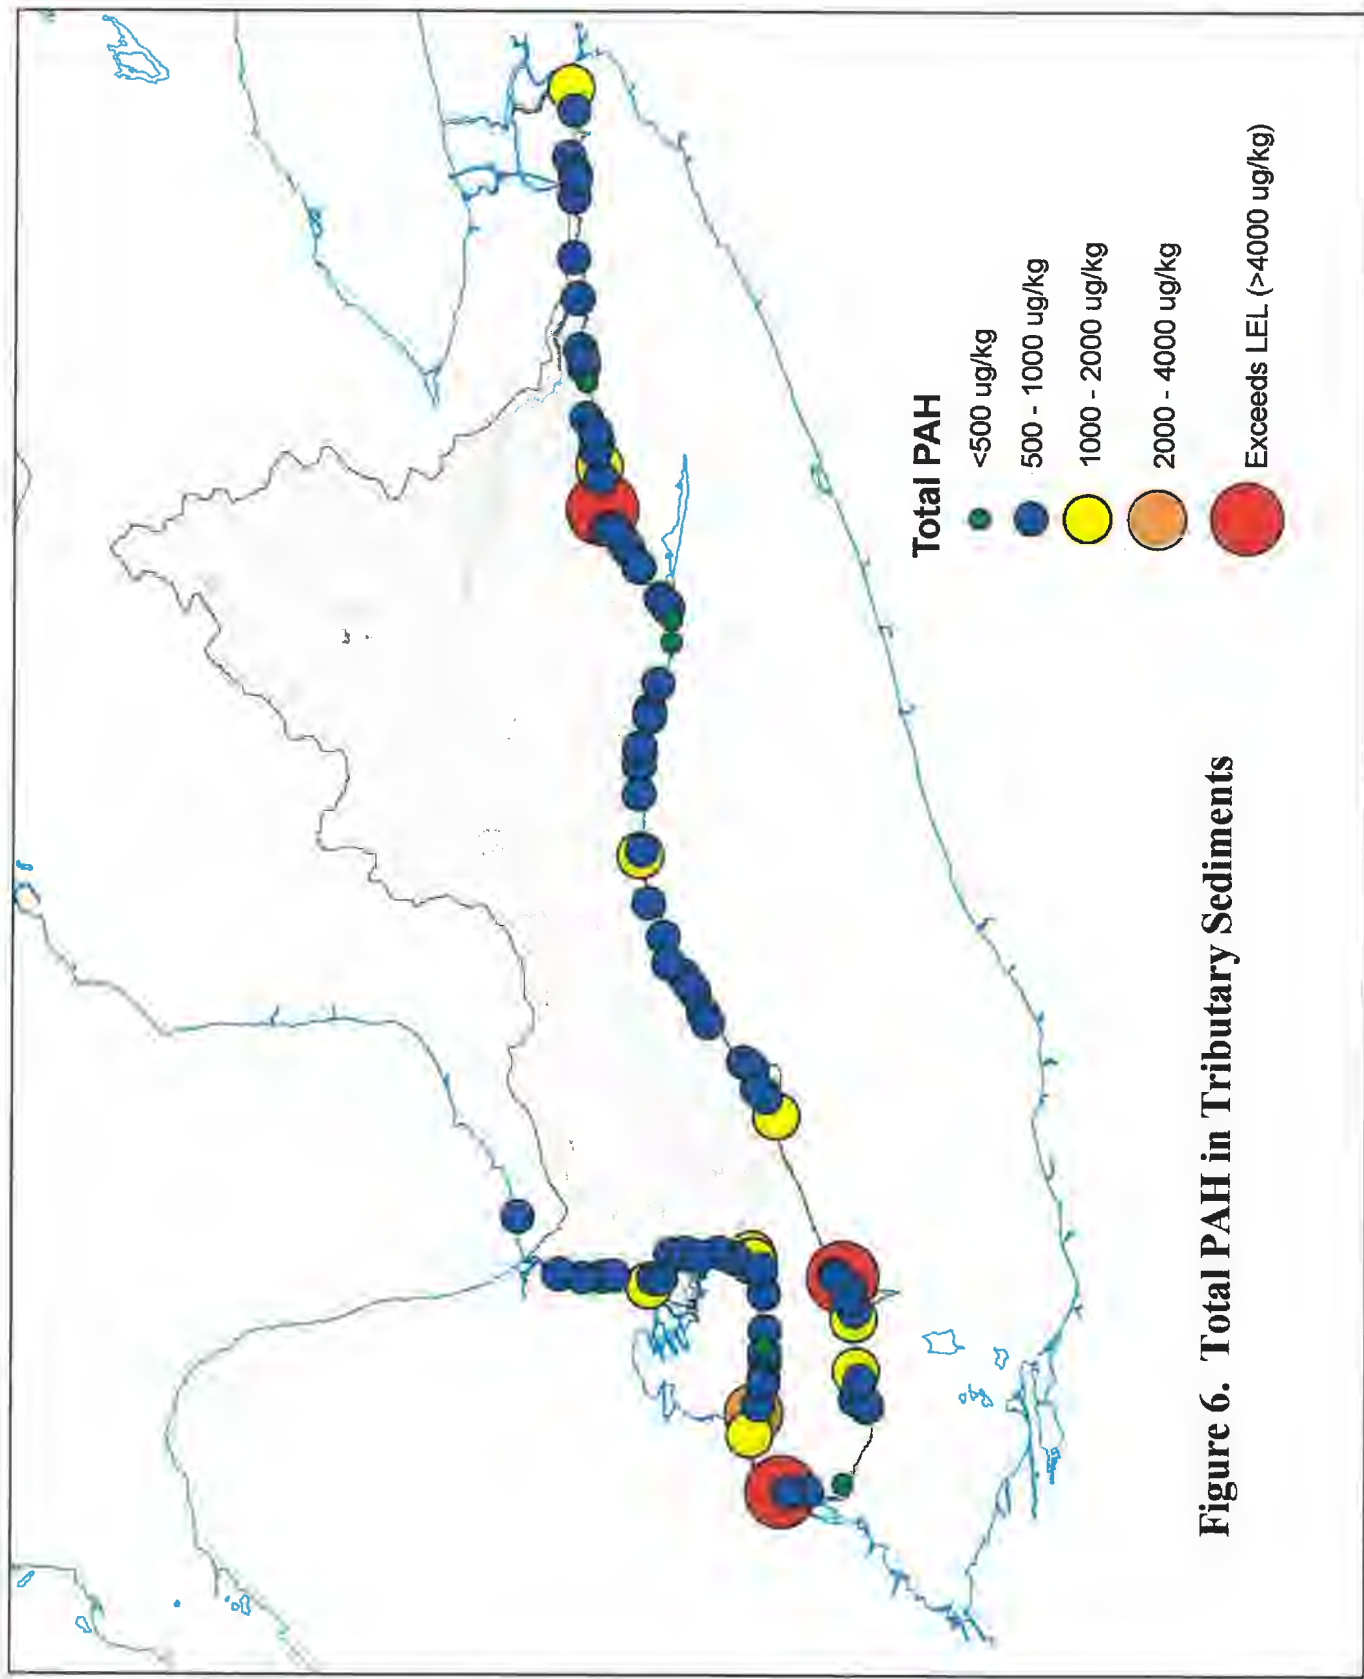 Total PAH
<500 ug/kg
500 - 1000 ug/kg
1000 - 2000 ug/kg
2000 - 4000 ug/kg
Exceeds LEL (>4000 ug/kg)
Figure 6. Total PAH in Tributary Sediments